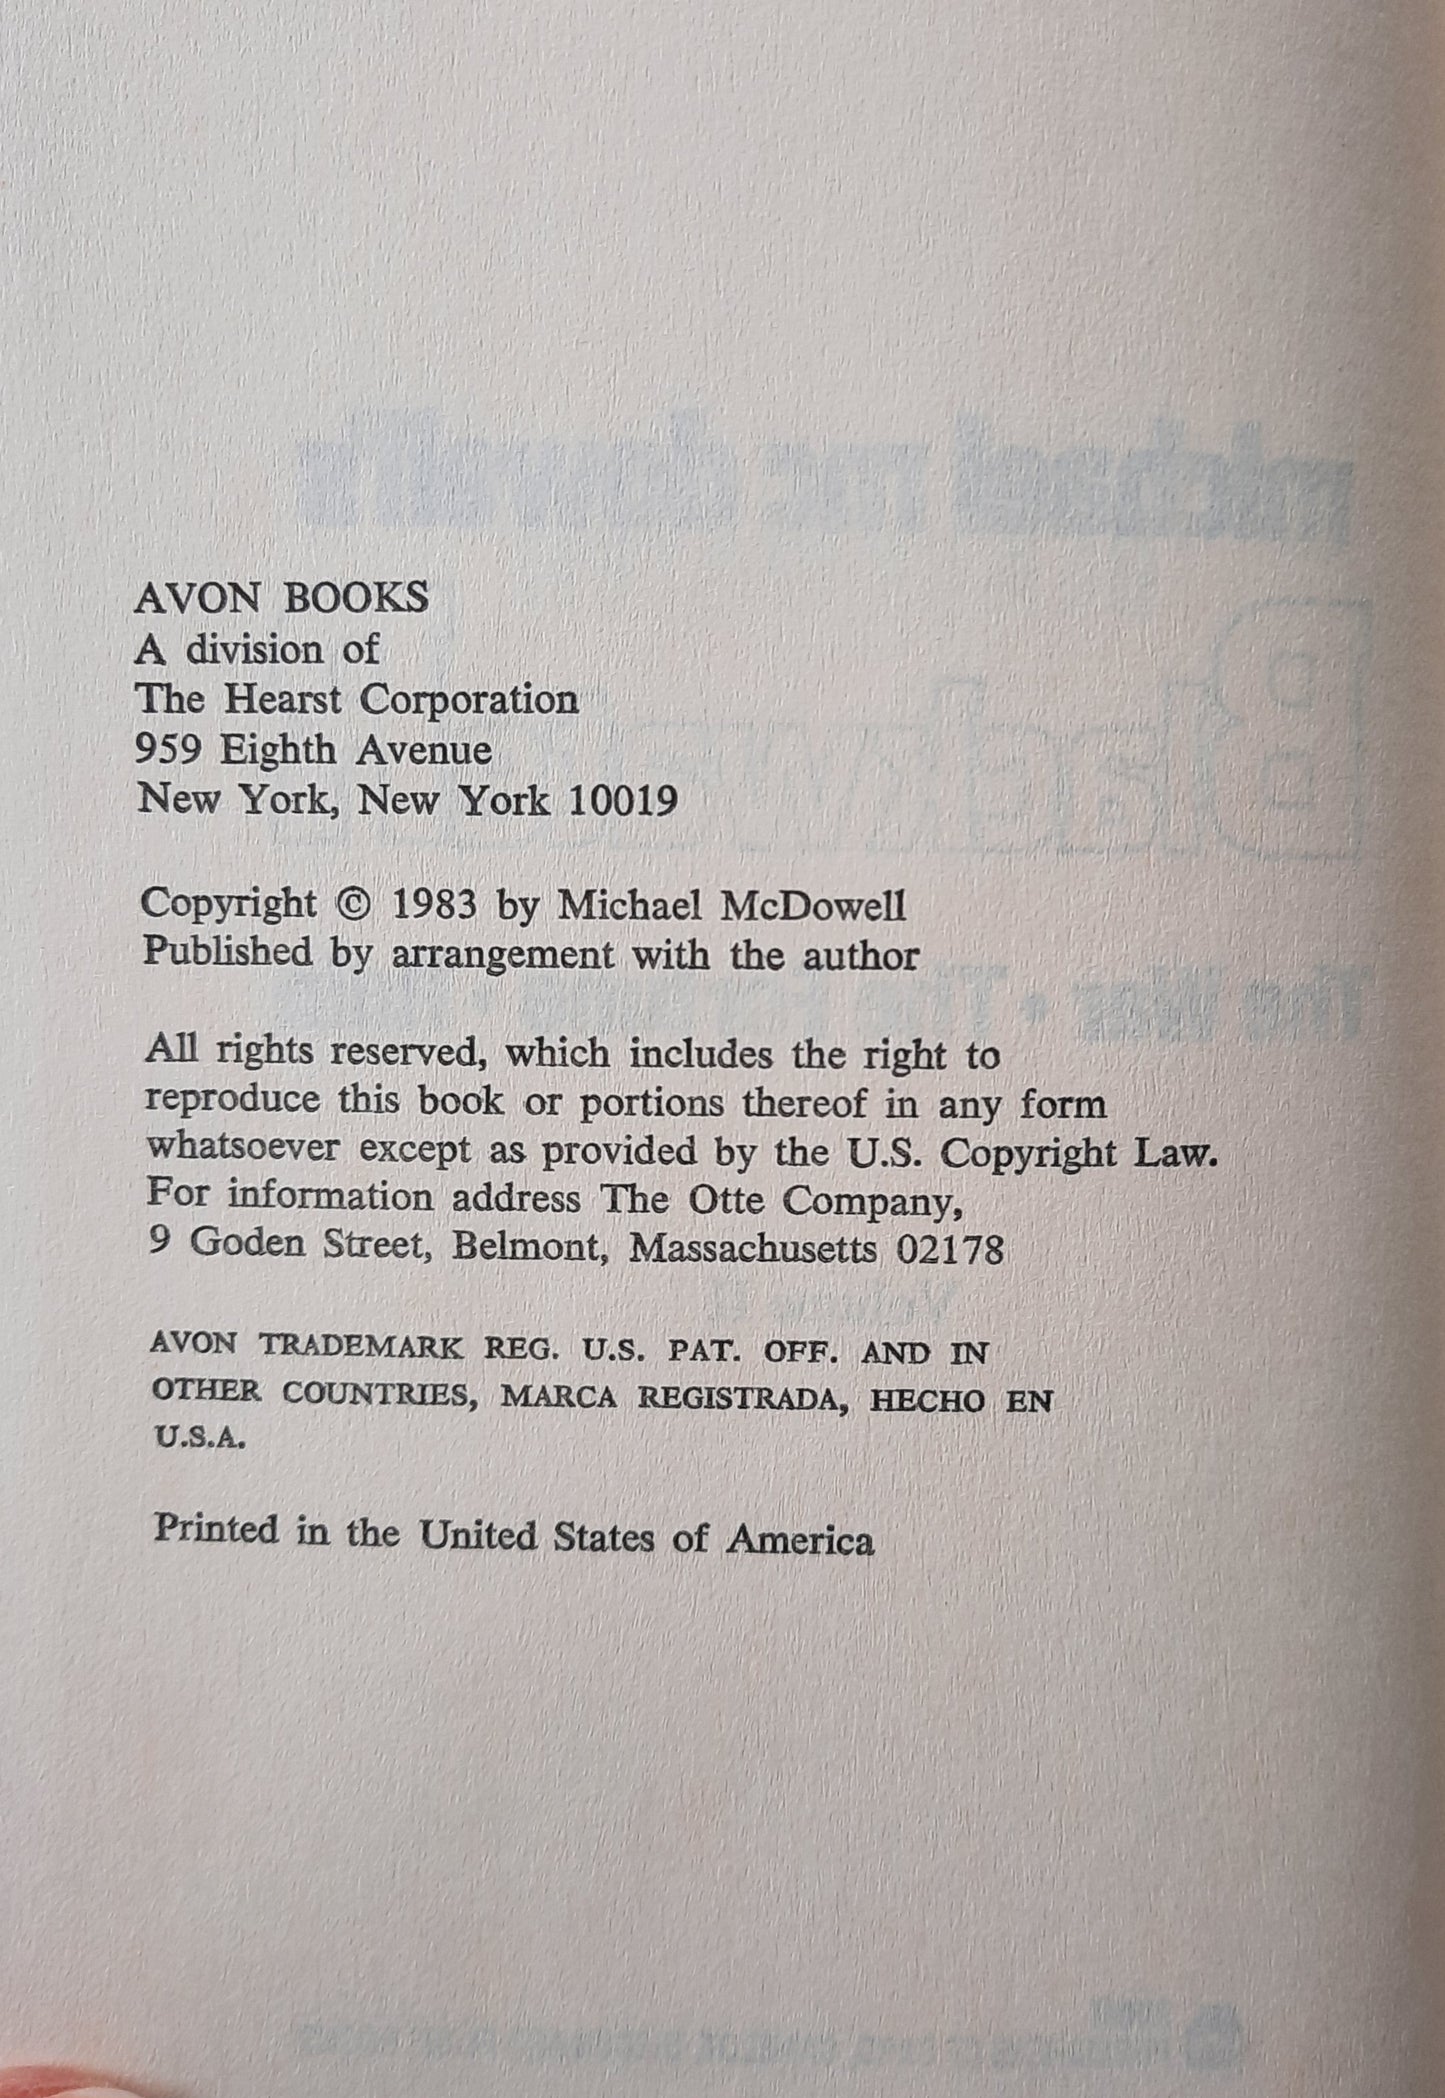 AVON BOOKS
A division of
The Hearst Corporation
959 Eighth Avenue
New York, New York 10019
Copyright © 1983 by Michael McDowell
Published by arrangement with the author
All rights reserved, which includes the right to
reproduce this book or portions thereof in any form
whatsoever except as provided by the U.S. Copyright Law.
For information address The Otte Company,
9 Goden Street, Belmont, Massachusetts 02178
AVON TRADEMARK REG. U.S. PAT. OFF. AND IN
OTHER COUNTRIES, MARCA REGISTRADA, HECHO EN
U.S.A.
Printed in the United States of America